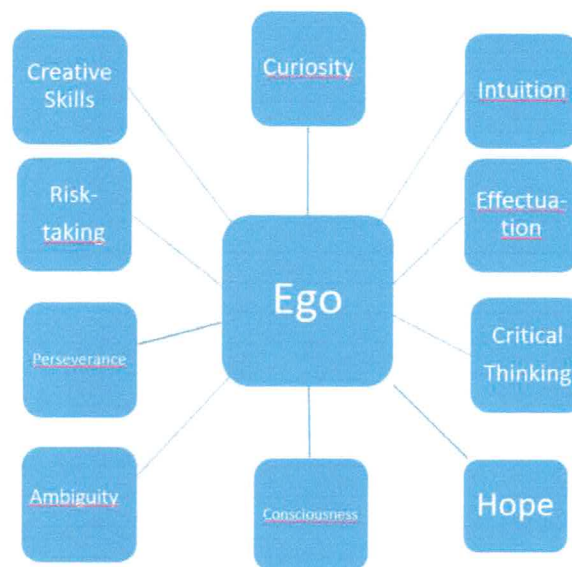 Creative
Skills
Curiosity
Intuition
Risk-
taking
Effectua-
tion
Ego
Perseverance
Critical
Thinking
Ambiguity
Consciousness
Hope